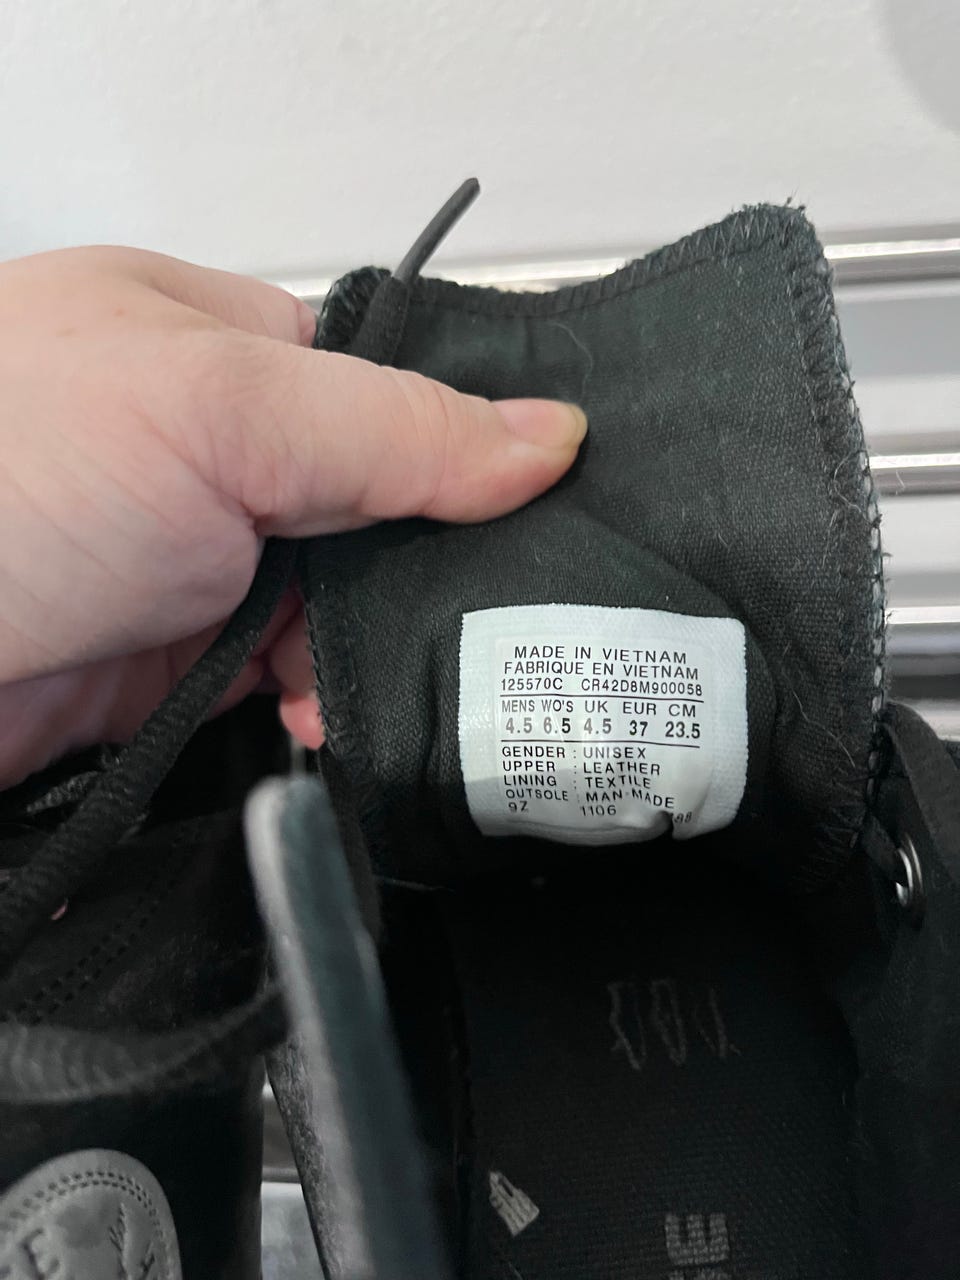 MADE IN VIETNAM
FABRIQUE EN VIETNAM
125570C CR42D8M900058
MENS WO'S UK EUR CM
4.5 6.5 4.5 37 23.5
GENDER : UNISEX
UPPER : LEATHER
LINING : TEXTILE
OUTSOLE : MAN-MADE
9Z 1106